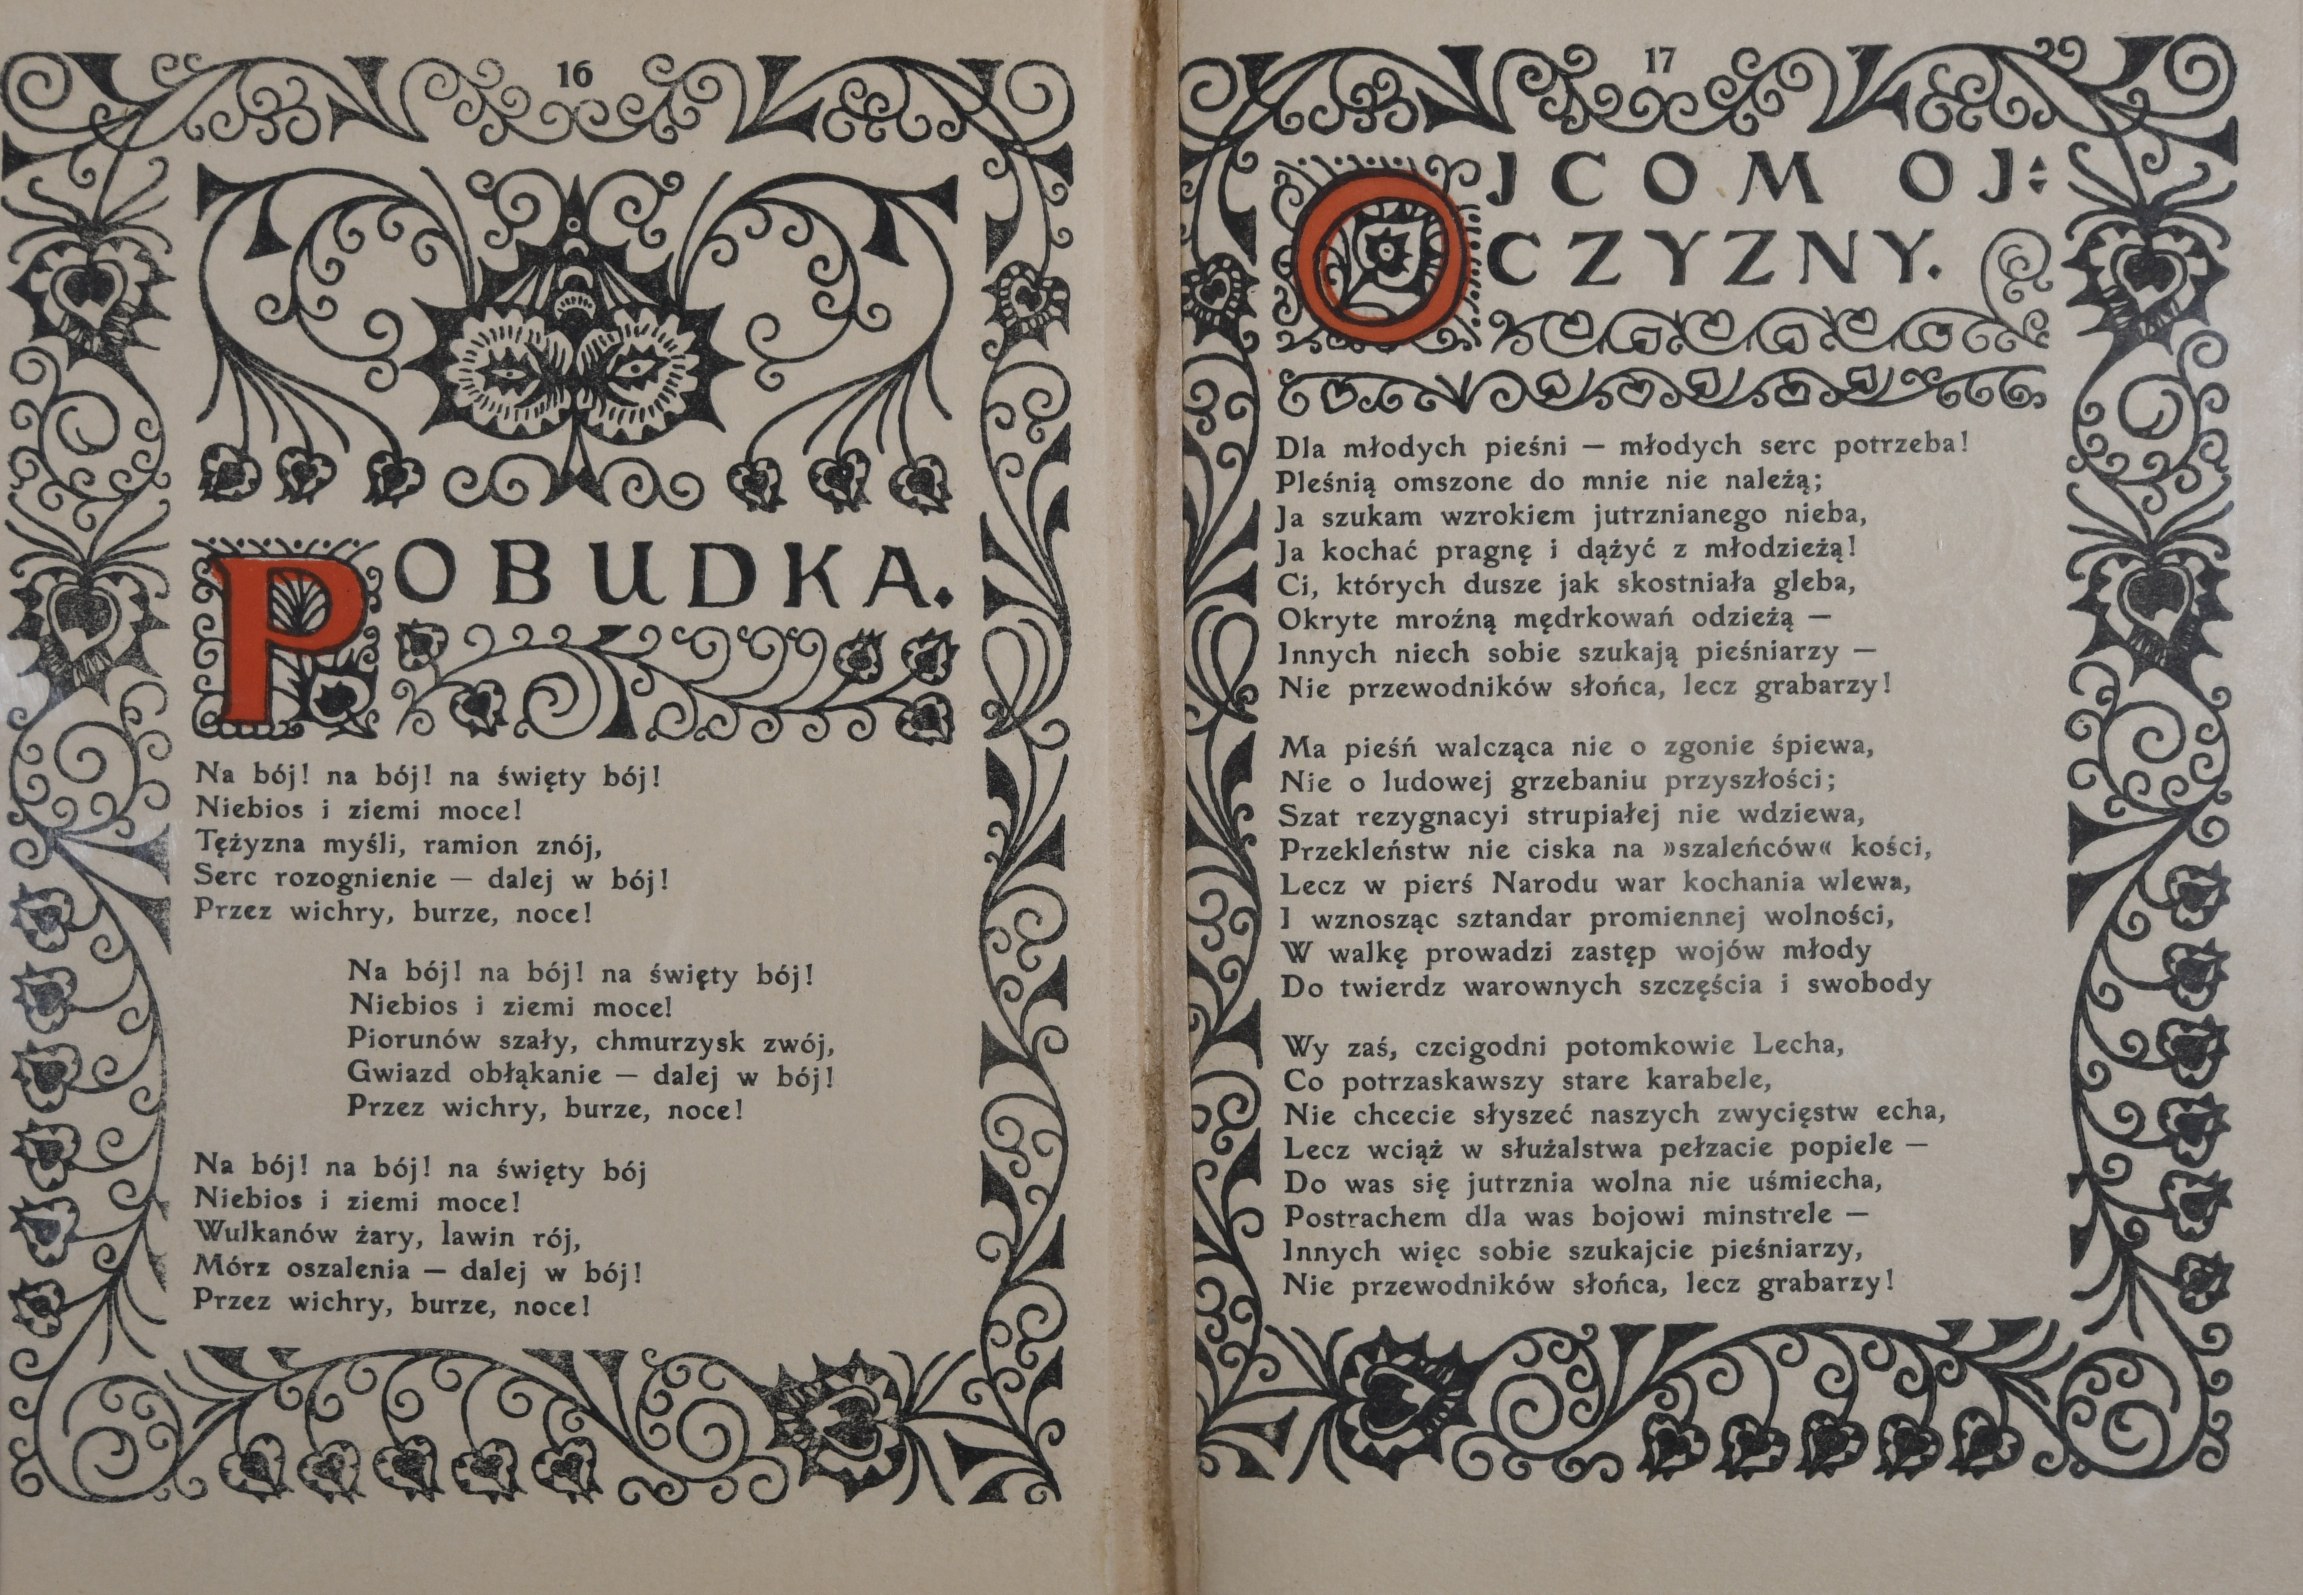 16
POBUDKA.
Na bój! na bój! na święty bój!
Niebios i ziemi moce!
Tężyzna myśli, ramion znój,
Serc rozognienie — dalej w bój!
Przez wichry, burze, noce!
Na bój! na bój! na święty bój!
Niebios i ziemi moce!
Piorunów szały, chmurzysk zwój,
Gwiazd obłąkanie — dalej w bój!
Przez wichry, burze, noce!
Na bój! na bój! na święty bój
Niebios i ziemi moce!
Wulkanów żary, lawin rój,
Mórz oszalenia — dalej w bój!
Przez wichry, burze, noce!
17
OJCOM OJ:
CZYZNY.
Dla młodych pieśni — młodych serc potrzeba!
Pleśnią omszone do mnie nie należą;
Ja szukam wzrokiem jutrznianego nieba,
Ja kochać pragnę i dążyć z młodzieżą!
Ci, których dusze jak skostniała gleba,
Okryte mroźną mędrkowań odzieżą —
Innych niech sobie szukają pieśniarzy —
Nie przewodników słońca, lecz grabarzy!
Ma pieśń walcząca nie o zgonie śpiewa,
Nie o ludowej grzebaniu przyszłości;
Szat rezygnacyi strupiałej nie wdziewa,
Przekleństw nie ciska na »szaleńców« kości,
Lecz w pierś Narodu war kochania wlewa,
I wznosząc sztandar promiennej wolności,
W walkę prowadzi zastęp wojów młody
Do twierdz warownych szczęścia i swobody
Wy zaś, czcigodni potomkowie Lecha,
Co potrzaskawszy stare karabele,
Nie chcecie słyszeć naszych zwycięstw echa,
Lecz wciąż w służalstwa pełzacie popiele —
Do was się jutrznia wolna nie uśmiecha,
Postrachem dla was bojowi minstrele —
Innych więc sobie szukajcie pieśniarzy,
Nie przewodników słońca, lecz grabarzy!